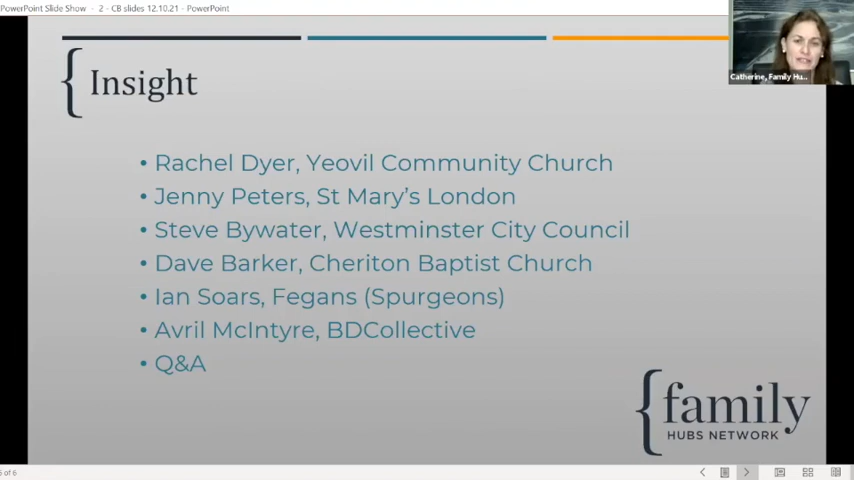 PowerPoint Slide Show - 2 - CB slides 12.10.21 - PowerPoint
Catherine, Family Hu...
Insight
• Rachel Dyer, Yeovil Community Church
• Jenny Peters, St Mary's London
• Steve Bywater, Westminster City Council
• Dave Barker, Cheriton Baptist Church
• Ian Soars, Fegans (Spurgeons)
• Avril McIntyre, BDCollective
• Q&A
family
HUBS NETWORK
of 6